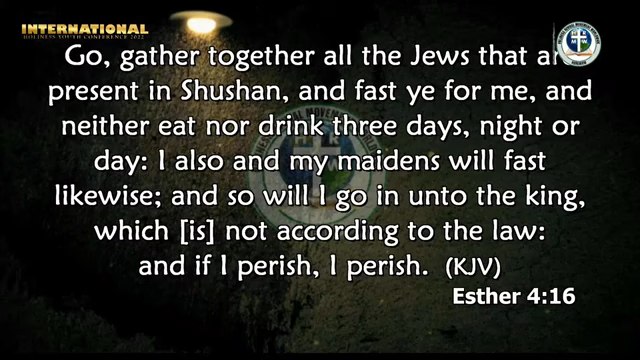 INTERNATIONAL
HOLINESS YOUTH CONFERENCE 2022
Go, gather together all the Jews that
present in Shushan, and fast ye for me, and
neither eat nor drink three days, night or
day: I also and my maidens will fast
likewise; and so will I go in unto the king,
which [is] not according to the law:
and if I perish, I perish. (KJV)
Esther 4:16